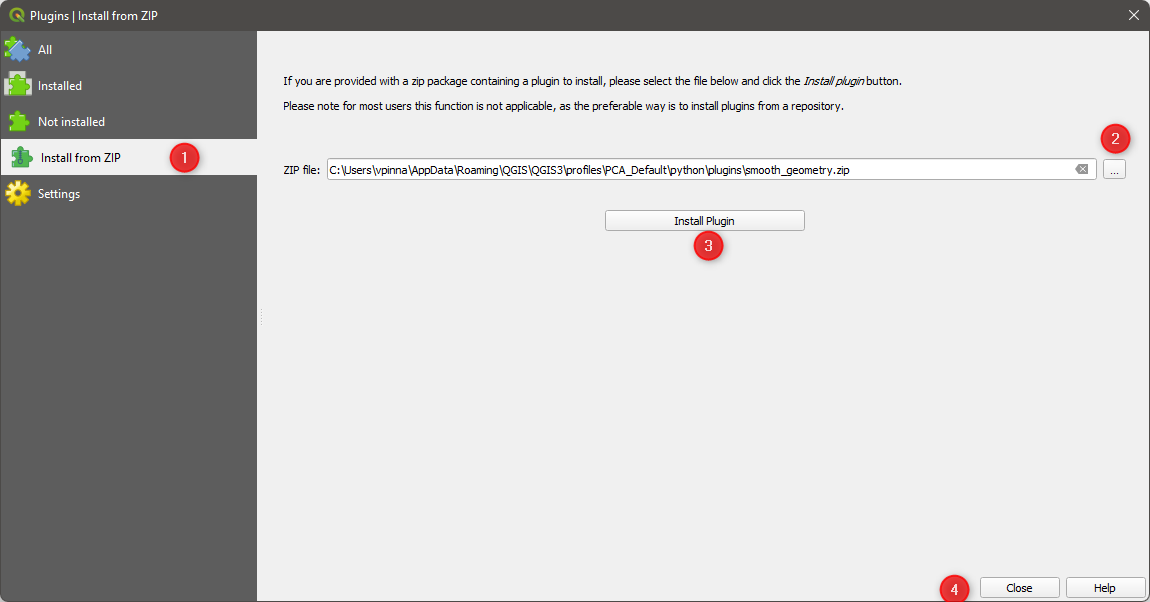 Plugins | Install from ZIP
All
Installed
Not installed
Install from ZIP
1
Settings
If you are provided with a zip package containing a plugin to install, please select the file below and click the Install plugin button.
Please note for most users this function is not applicable, as the preferable way is to install plugins from a repository.
2
ZIP file: C:\Users\vpinna\AppData\Roaming\QGIS\QGIS3\profiles\PCA_Default\python\plugins\smooth_geometry.zip ...
Install Plugin
3
4 Close Help